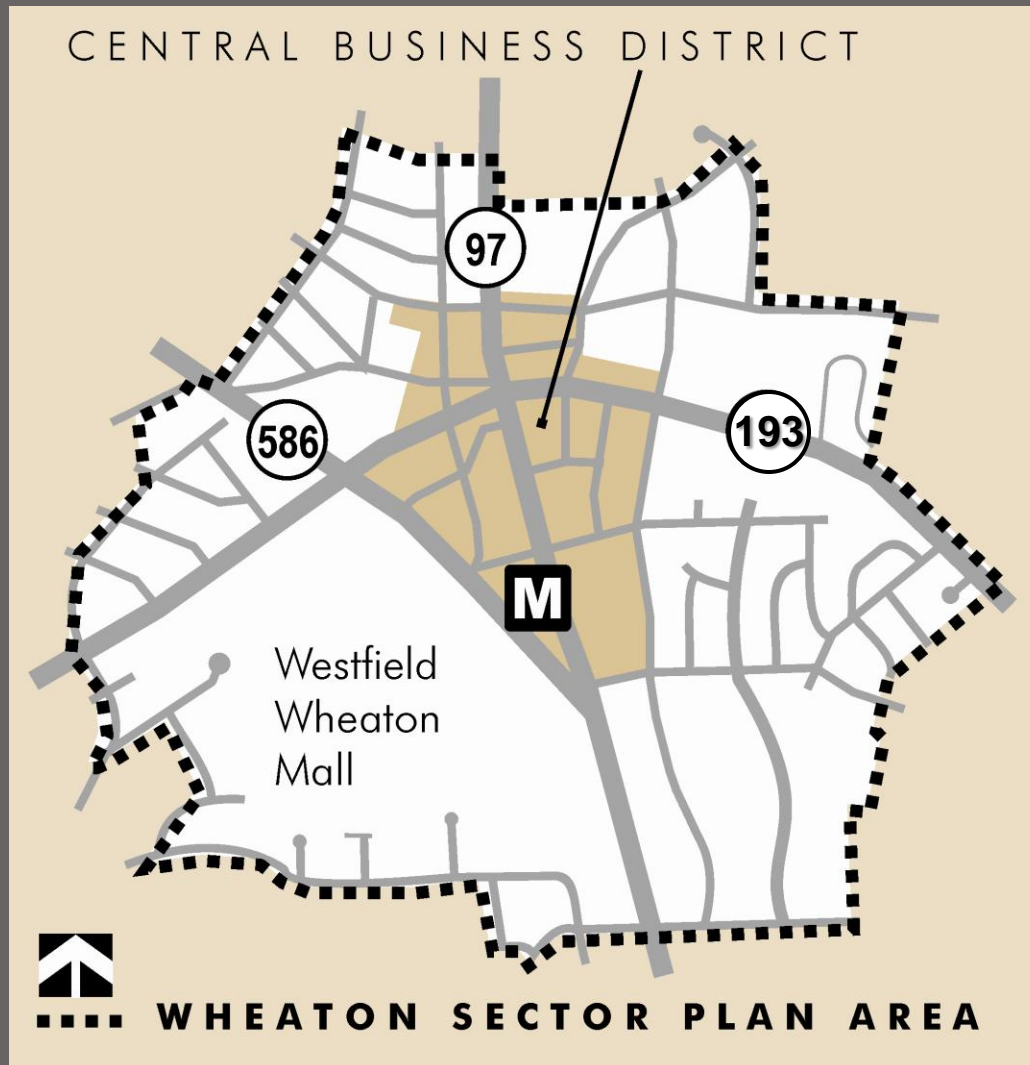 CENTRAL BUSINESS DISTRICT
97
586
193
M
Westfield
Wheaton
Mall
WHEATON SECTOR PLAN AREA